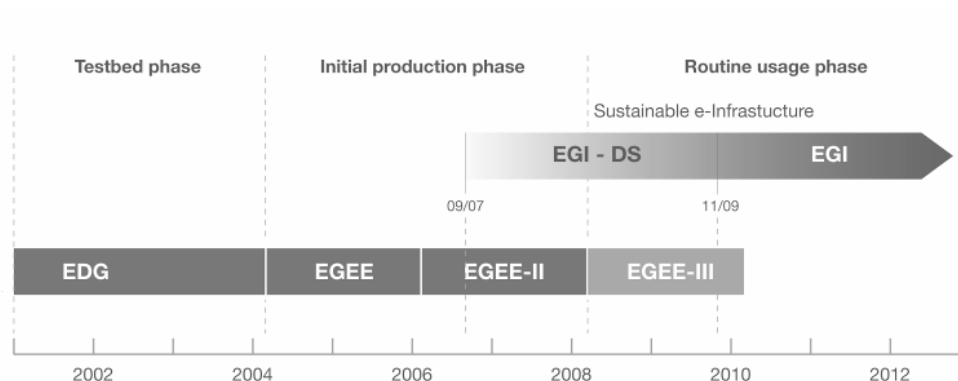 Testbed phase
Initial production phase
Routine usage phase
Sustainable e-Infrastucture
EGI - DS
EGI
09/07
11/09
EDG
EGEE
EGEE-II
EGEE-III
2002
2004
2006
2008
2010
2012